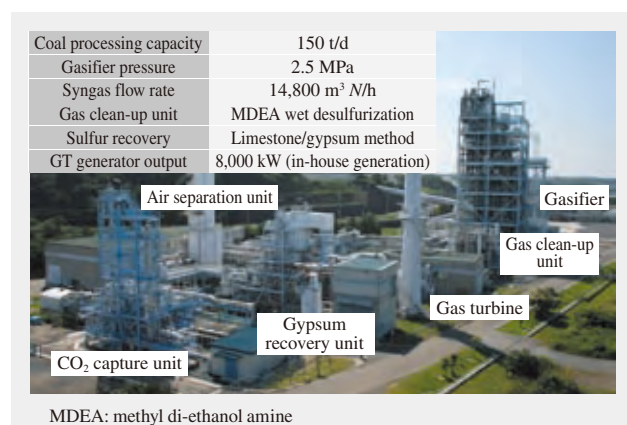 Coal processing capacity 150 t/d
Gasifier pressure 2.5 MPa
Syngas flow rate 14,800 m³ N/h
Gas clean-up unit MDEA wet desulfurization
Sulfur recovery Limestone/gypsum method
GT generator output 8,000 kW (in-house generation)
Air separation unit
Gasifier
Gas clean-up
unit
Gas turbine
Gypsum
recovery unit
CO₂ capture unit
MDEA: methyl di-ethanol amine